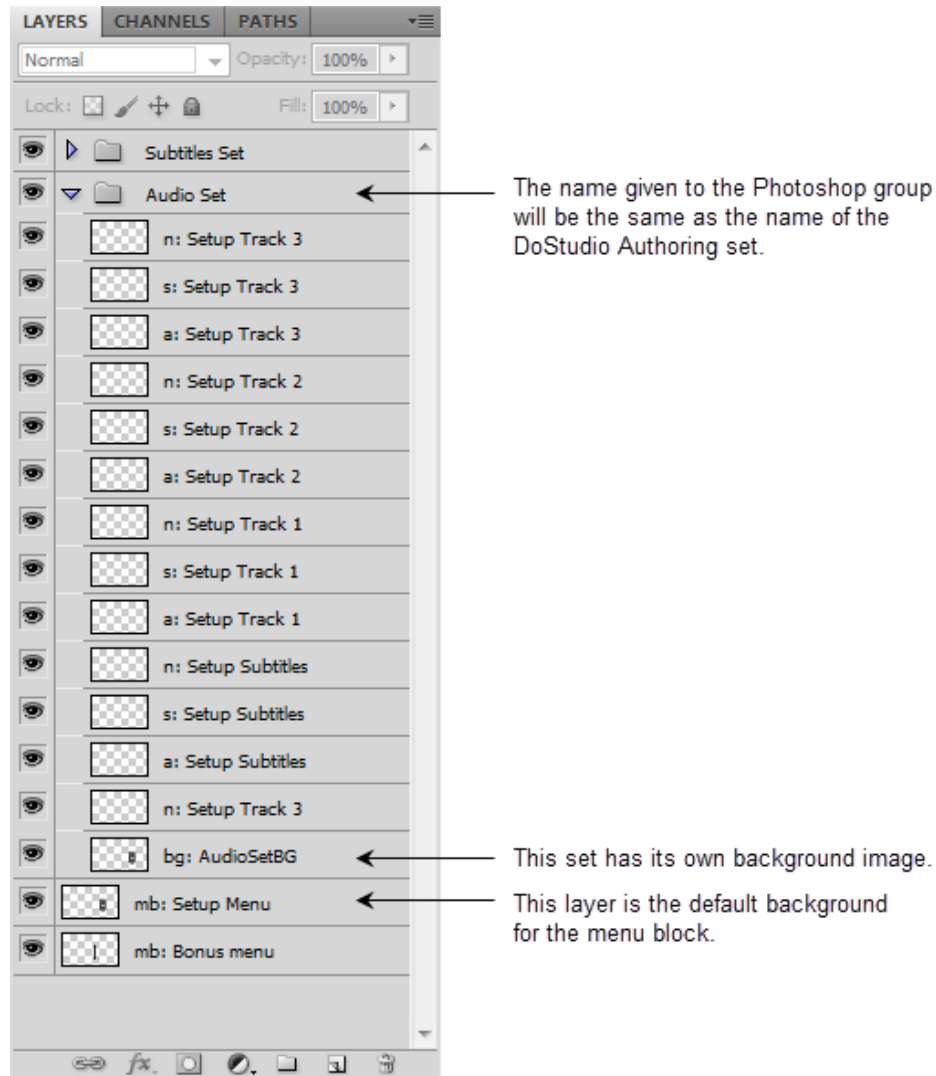 LAYERS CHANNELS PATHS
Normal Opacity: 100%
Lock: Fill: 100%
Subtitles Set
Audio Set
The name given to the Photoshop group
will be the same as the name of the
DoStudio Authoring set.
n: Setup Track 3
s: Setup Track 3
a: Setup Track 3
n: Setup Track 2
s: Setup Track 2
a: Setup Track 2
n: Setup Track 1
s: Setup Track 1
a: Setup Track 1
n: Setup Subtitles
s: Setup Subtitles
a: Setup Subtitles
n: Setup Track 3
bg: AudioSetBG
This set has its own background image.
mb: Setup Menu
This layer is the default background
for the menu block.
mb: Bonus menu
fx.